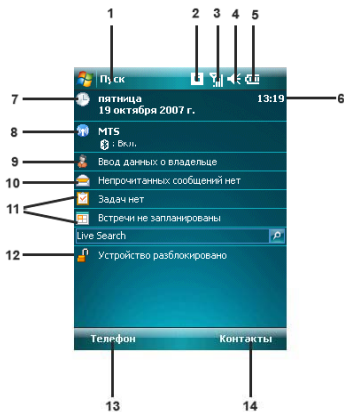 1 2 3 4 5
Пуск
7 пятница 13:19 6
19 октября 2007 г.
8 MTS
: Вкл.
9 Ввод данных о владельце
10 Непрочитанных сообщений нет
11 Задач нет
Встречи не запланированы
Live Search
12 Устройство разблокировано
Телефон Контакты
13 14